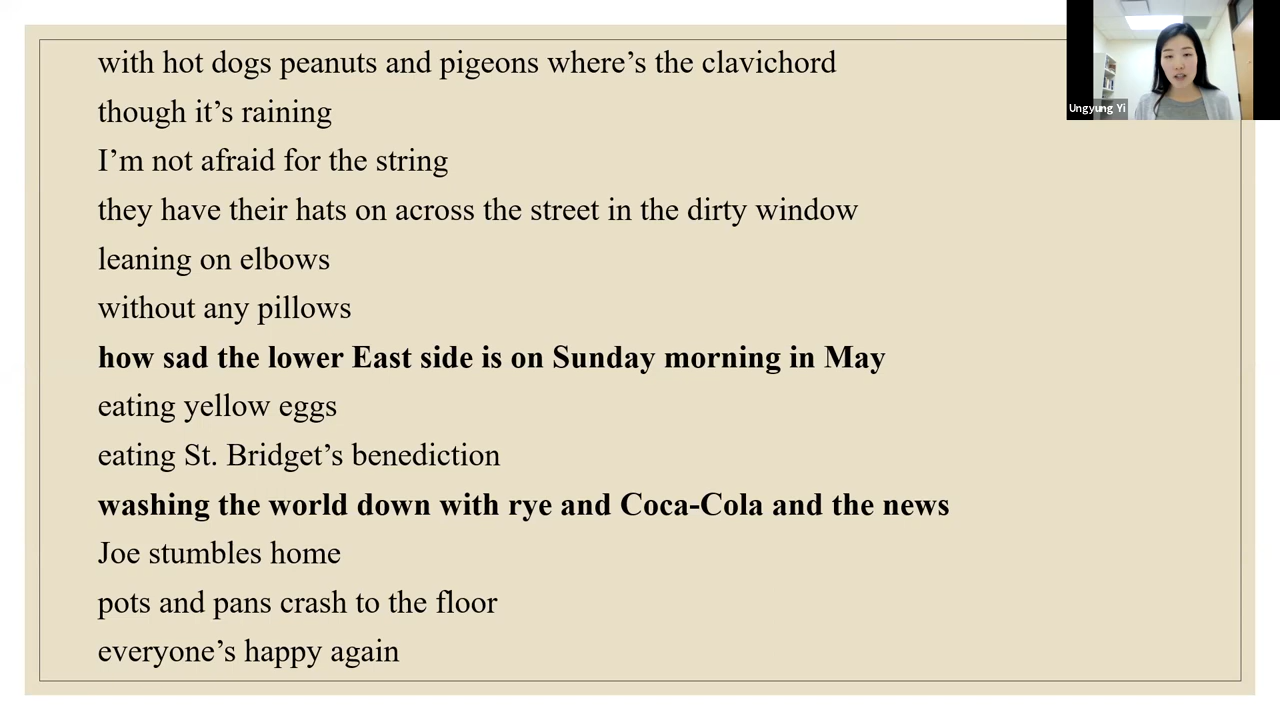 with hot dogs peanuts and pigeons where’s the clavichord
though it’s raining
I’m not afraid for the string
they have their hats on across the street in the dirty window
leaning on elbows
without any pillows
how sad the lower East side is on Sunday morning in May
eating yellow eggs
eating St. Bridget’s benediction
washing the world down with rye and Coca-Cola and the news
Joe stumbles home
pots and pans crash to the floor
everyone’s happy again
Ungyung Yi